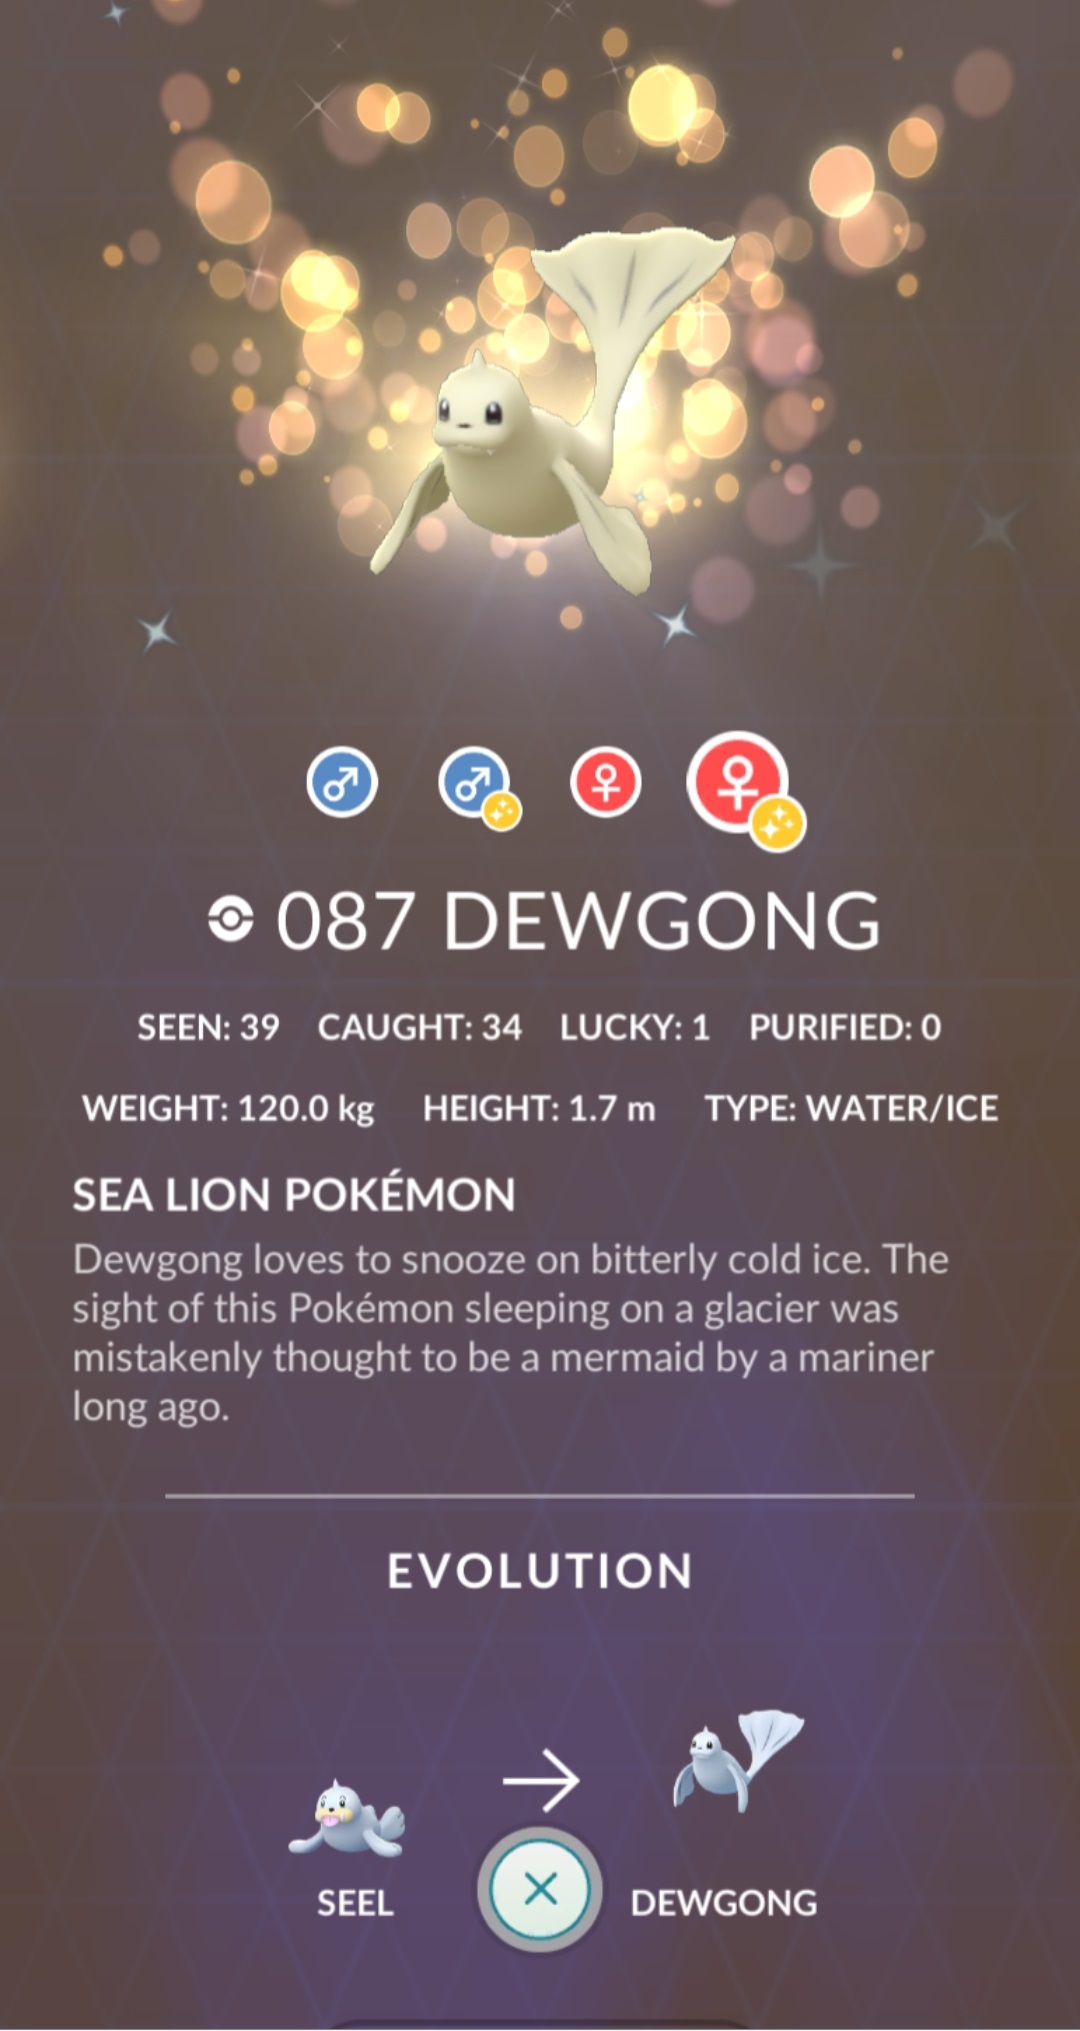 087 DEWGONG
SEEN: 39 CAUGHT: 34 LUCKY: 1 PURIFIED: 0
WEIGHT: 120.0 kg HEIGHT: 1.7 m TYPE: WATER/ICE
SEA LION POKÉMON
Dewgong loves to snooze on bitterly cold ice. The
sight of this Pokémon sleeping on a glacier was
mistakenly thought to be a mermaid by a mariner
long ago.
EVOLUTION
SEEL DEWGONG